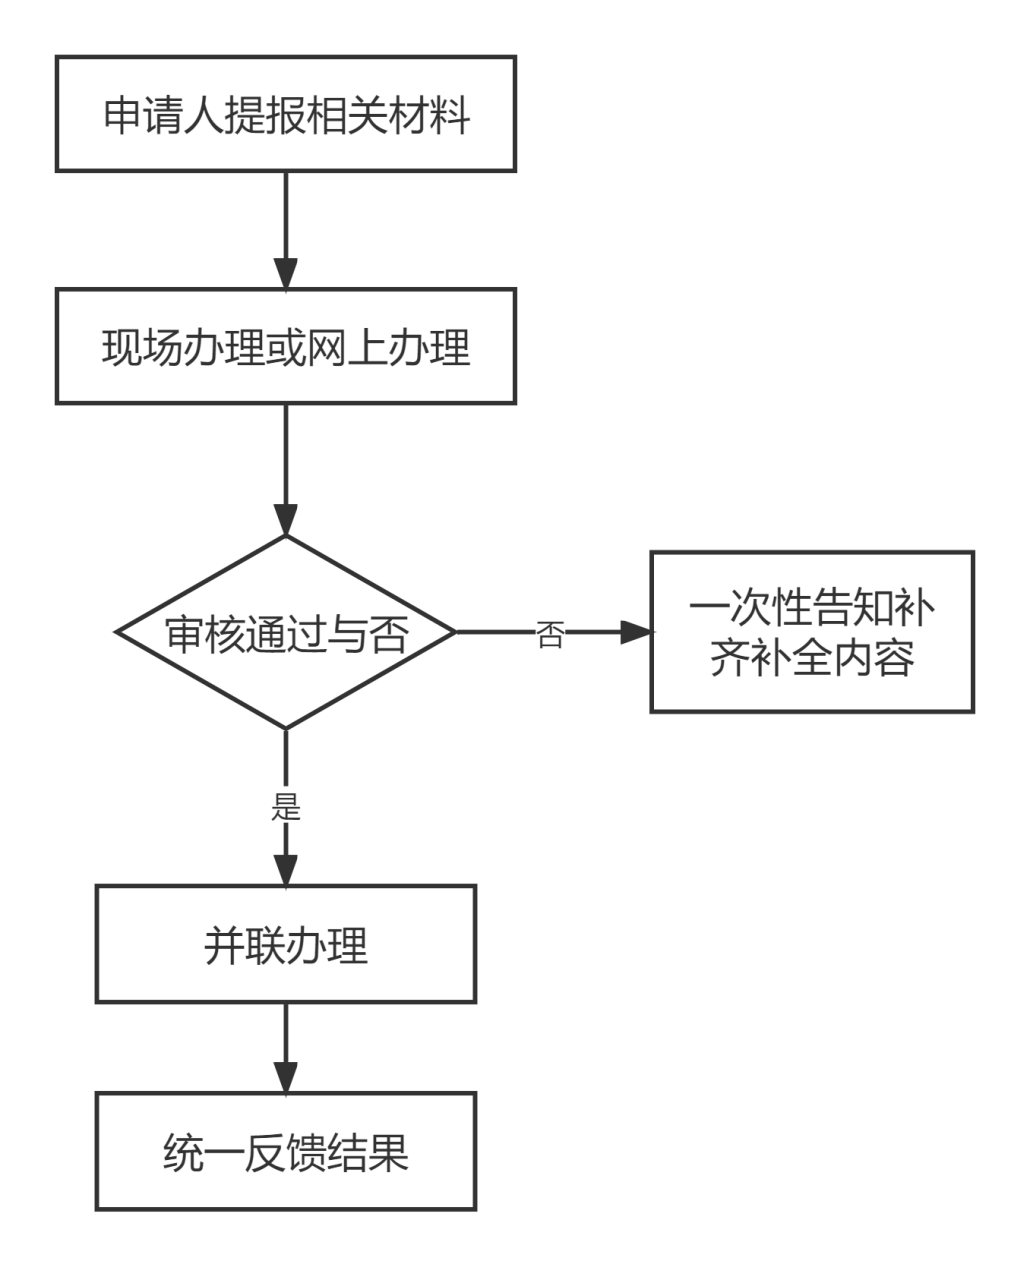 申请人提报相关材料
现场办理或网上办理
审核通过与否
否
一次性告知补
齐补全内容
是
并联办理
统一反馈结果